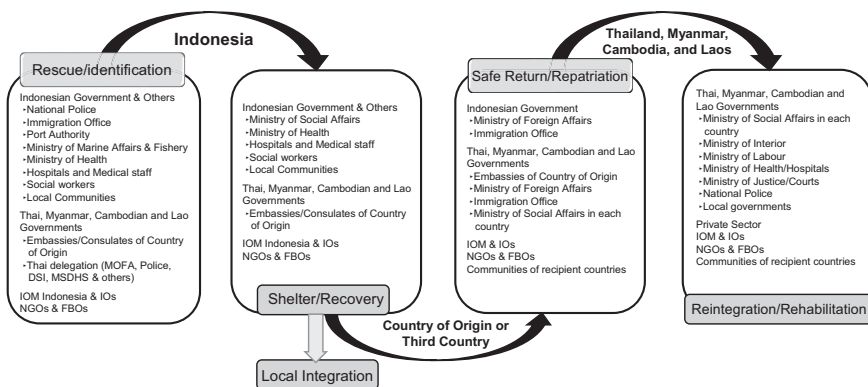 Indonesia
Rescue/identification
Indonesian Government & Others
‣National Police
‣Immigration Office
‣Port Authority
‣Ministry of Marine Affairs & Fishery
‣Ministry of Health
‣Hospitals and Medical staff
‣Social workers
‣Local Communities
Thai, Myanmar, Cambodian and Lao
Governments
‣Embassies/Consulates of Country
of Origin
‣Thai delegation (MOFA, Police,
DSI, MSDHS & others)
IOM Indonesia & IOs
NGOs & FBOs
Indonesian Government & Others
‣Ministry of Social Affairs
‣Ministry of Health
‣Hospitals and Medical staff
‣Social workers
‣Local Communities
Thai, Myanmar, Cambodian and Lao
Governments
‣Embassies/Consulates of Country
of Origin
IOM Indonesia & IOs
NGOs & FBOs
Shelter/Recovery
Local Integration
Country of Origin or
Third Country
Thailand, Myanmar,
Cambodia, and Laos
Safe Return/Repatriation
Indonesian Government
‣Ministry of Foreign Affairs
‣Immigration Office
Thai, Myanmar, Cambodian and Lao
Governments
‣Embassies of Country of Origin
‣Ministry of Foreign Affairs
‣Immigration Office
‣Ministry of Social Affairs in each
country
IOM & IOs
NGOs & FBOs
Communities of recipient countries
Thai, Myanmar, Cambodian and
Lao Governments
‣Ministry of Social Affairs in each
country
‣Ministry of Interior
‣Ministry of Labour
‣Ministry of Health/Hospitals
‣Ministry of Justice/Courts
‣National Police
‣Local governments
Private Sector
IOM & IOs
NGOs & FBOs
Communities of recipient countries
Reintegration/Rehabilitation